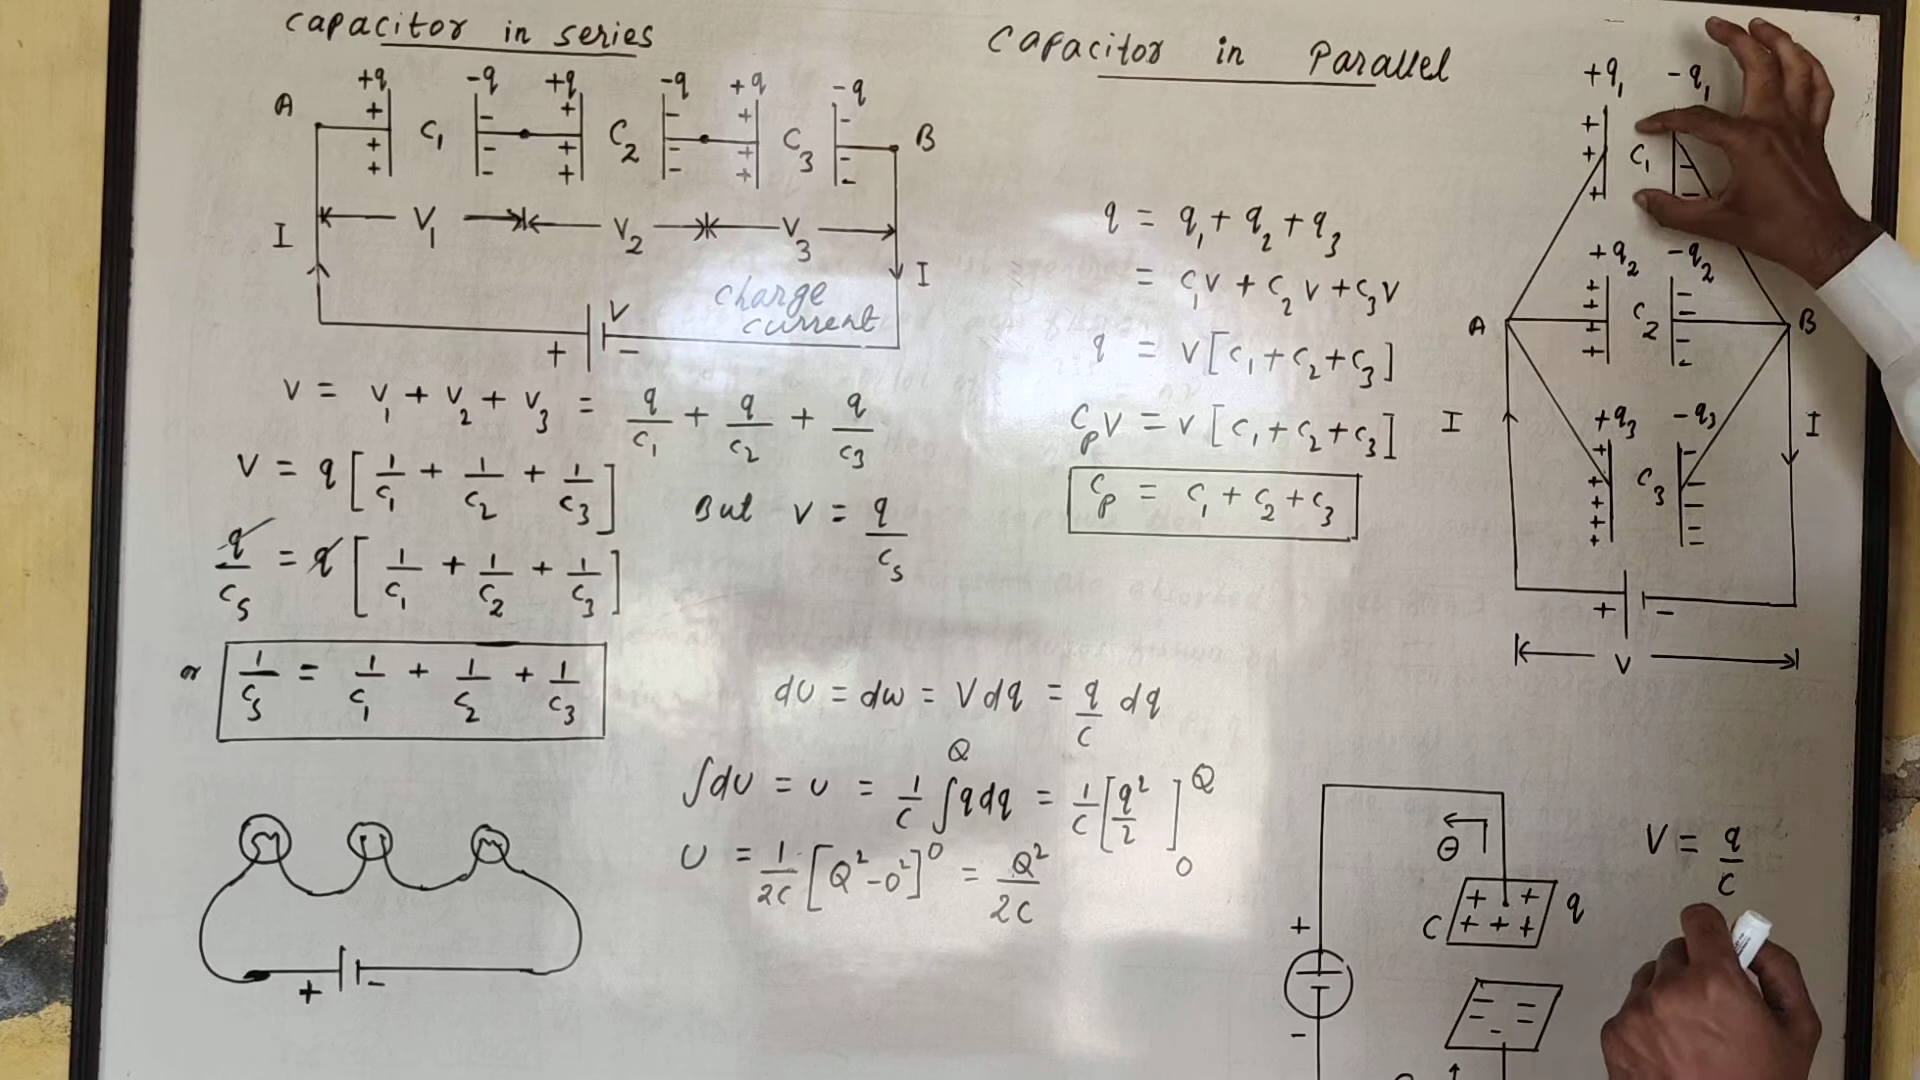 Capacitor in series
+q -q +q -q +q -q
A C₁ C₂ C₃ B
I V₁ V₂ V₃ I
charge
current
V
+ -
V = V₁ + V₂ + V₃ = q/C₁ + q/C₂ + q/C₃
V = q [1/C₁ + 1/C₂ + 1/C₃]
But V = q/Cs
q/Cs = q [1/C₁ + 1/C₂ + 1/C₃]
or 1/Cs = 1/C₁ + 1/C₂ + 1/C₃
+ -
Capacitor in Parallel
q = q₁ + q₂ + q₃
= C₁V + C₂V + C₃V
q = V [C₁ + C₂ + C₃]
CpV = V [C₁ + C₂ + C₃]
Cp = C₁ + C₂ + C₃
+q₁ -q₁
C₁
+q₂ -q₂
A C₂ B
+q₃ -q₃
I C₃ I
+ -
V
dU = dw = Vdq = q/C dq
∫dU = U = 1/C ∫^Q qdq = 1/C [q²/2]₀^Q
U = 1/2C [Q² - 0²]^0 = Q²/2C
V = q/C
Θ
C + + + + + q
+
-